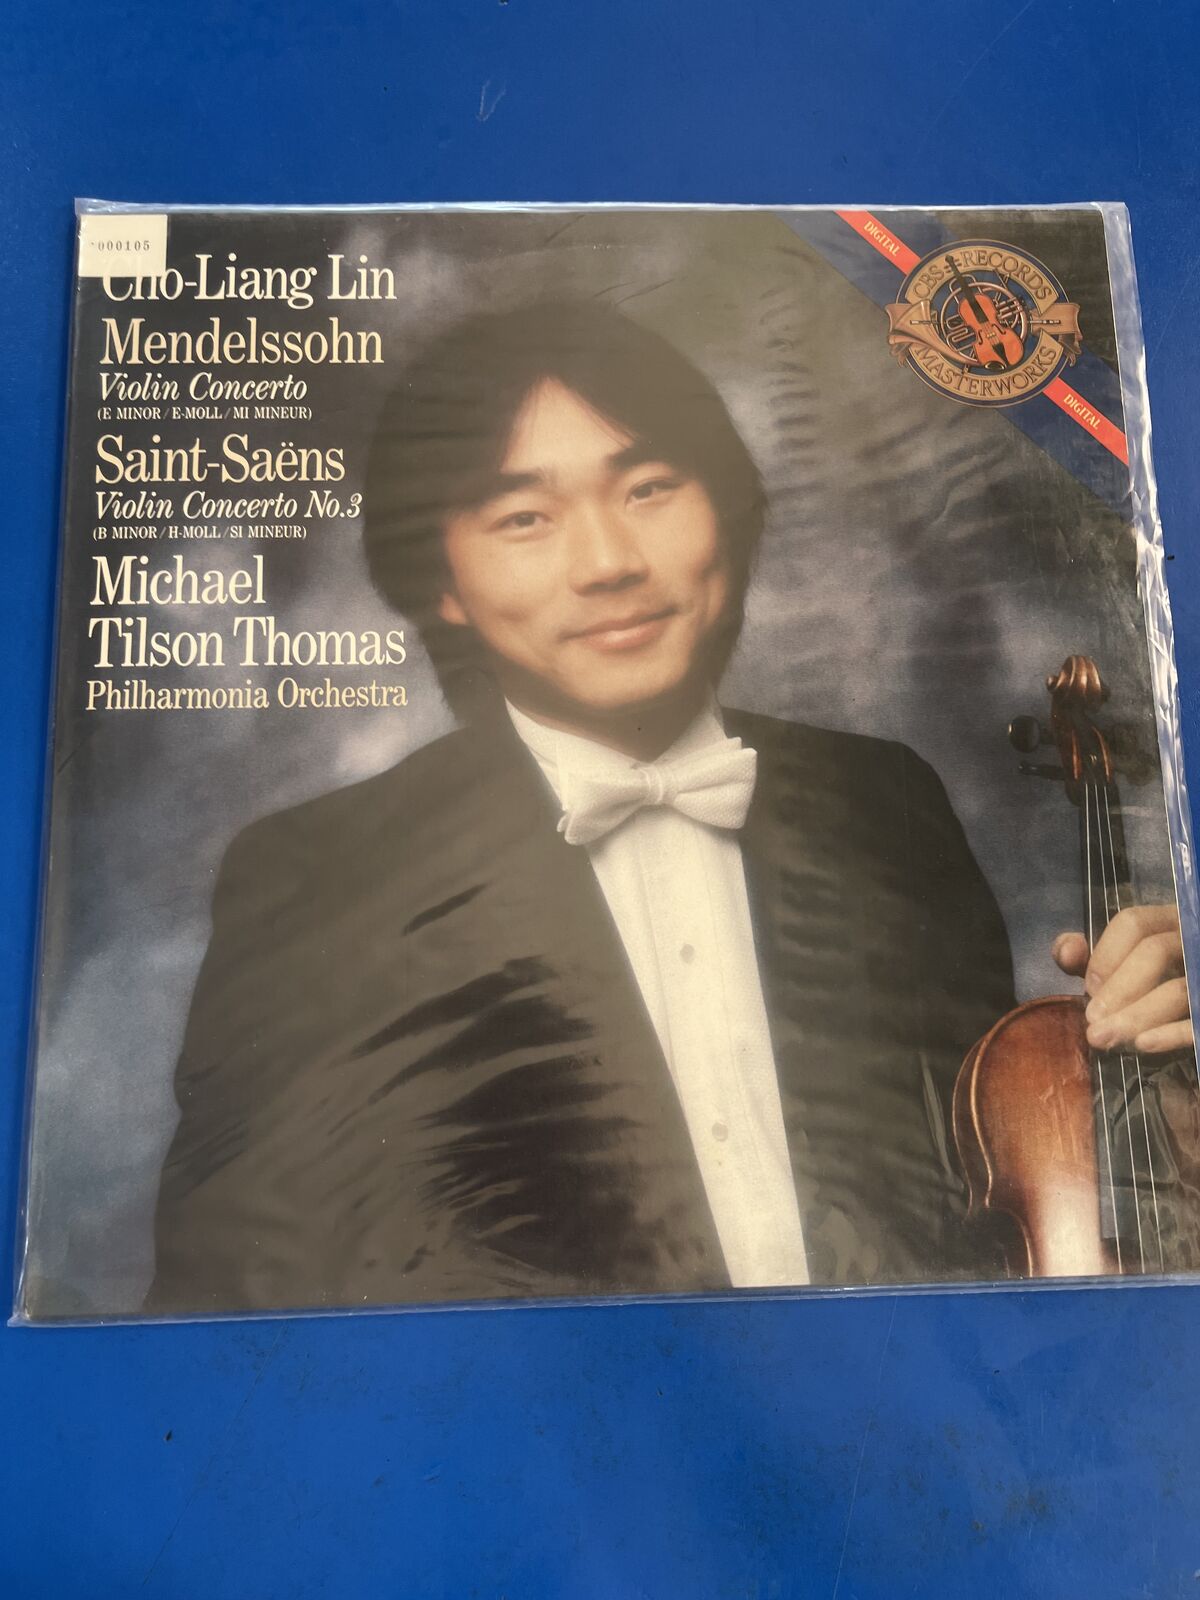 000105
Cho-Liang Lin
Mendelssohn
Violin Concerto
(E MINOR/E-MOLL/MI MINEUR)
Saint-Saëns
Violin Concerto No.3
(B MINOR/H-MOLL/SI MINEUR)
Michael
Tilson Thomas
Philharmonia Orchestra
DIGITAL
CBS RECORDS
MASTERWORKS
DIGITAL